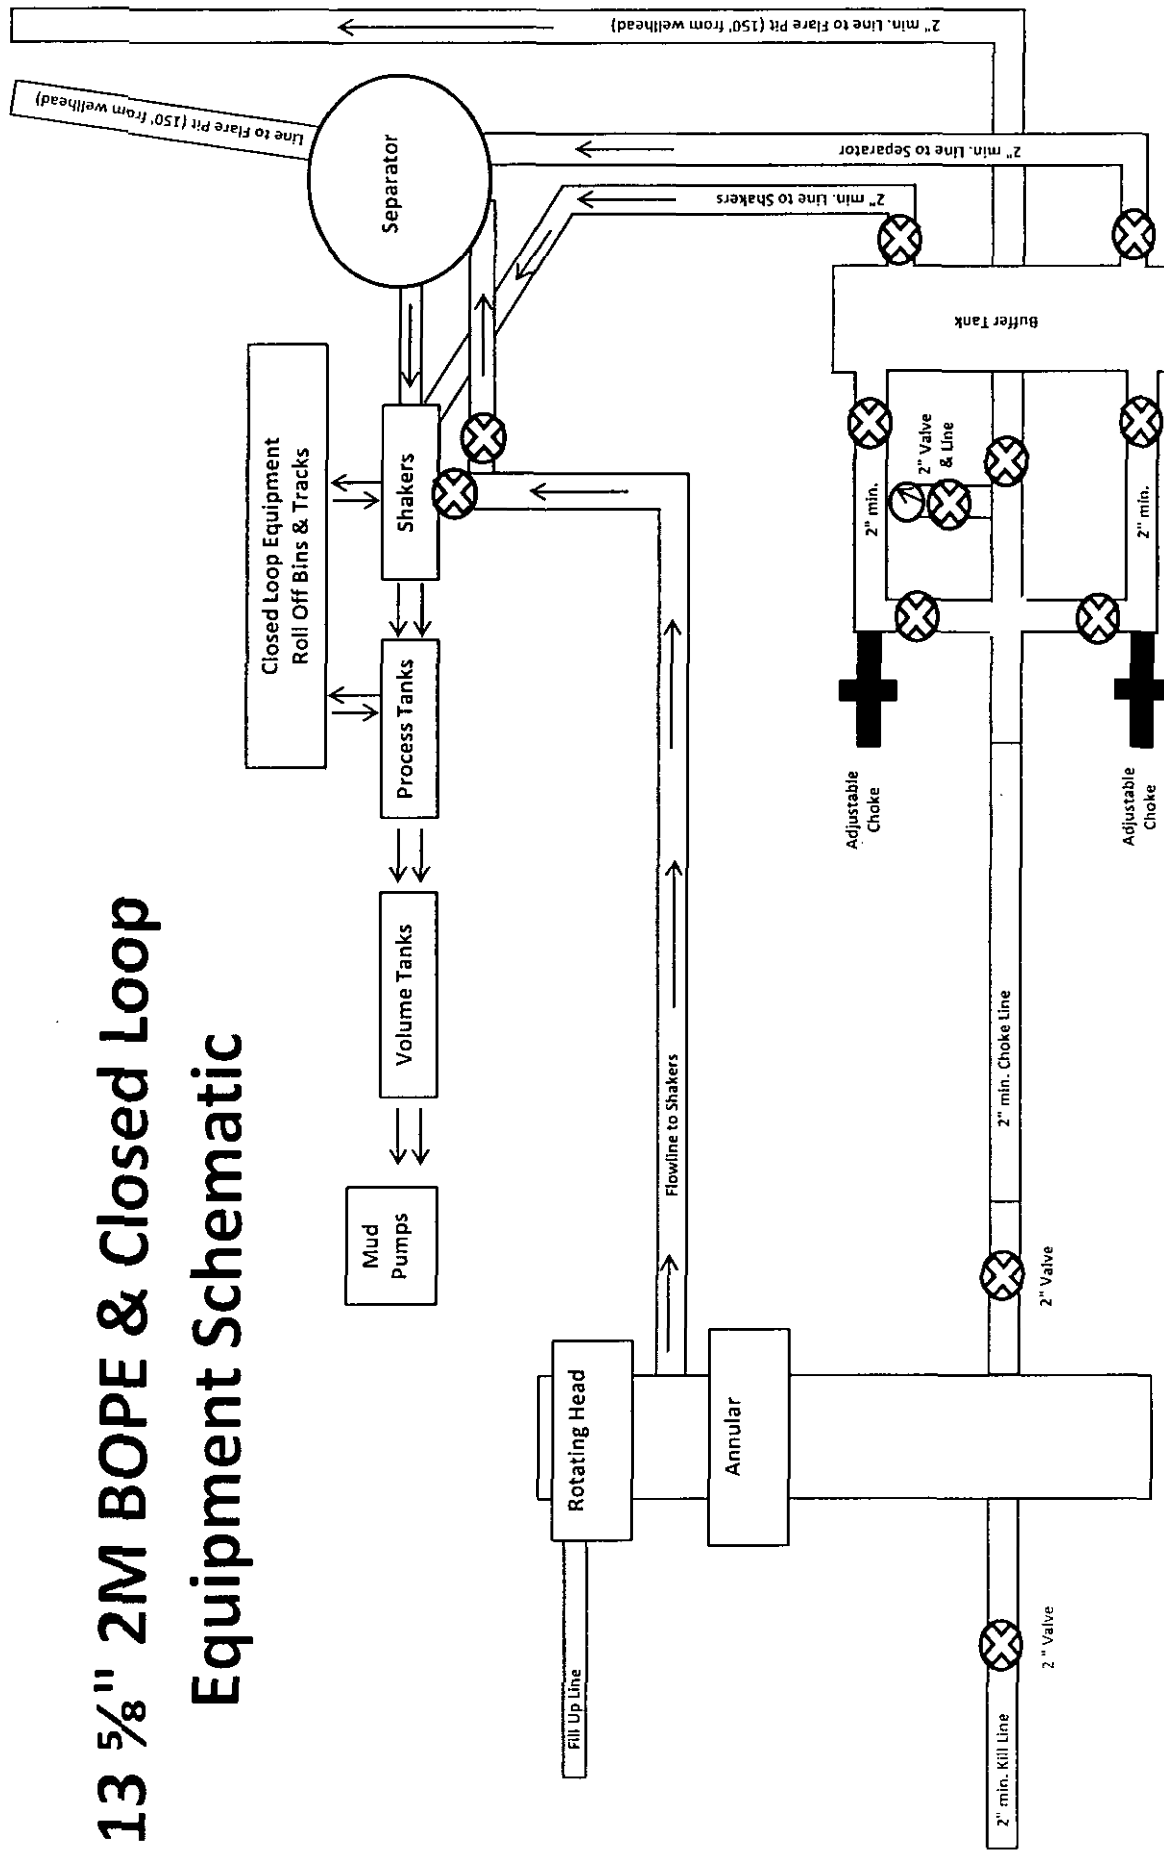 13 ⅝" 2M BOPE & Closed Loop
Equipment Schematic
Mud
Pumps
Volume Tanks
Process Tanks
Shakers
Closed Loop Equipment
Roll Off Bins & Tracks
Separator
Line to Flare Pit (150' from wellhead)
2" min. Line to Flare Pit (150' from wellhead)
Fill Up Line
Rotating Head
Annular
Flowline to Shakers
2" min. Line to Shakers
2" min. Line to Separator
Adjustable
Choke
2" min.
2" Valve
& Line
Buffer Tank
2" min. Kill Line
2 " Valve
2" Valve
2" min. Choke Line
Adjustable
Choke
2" min.